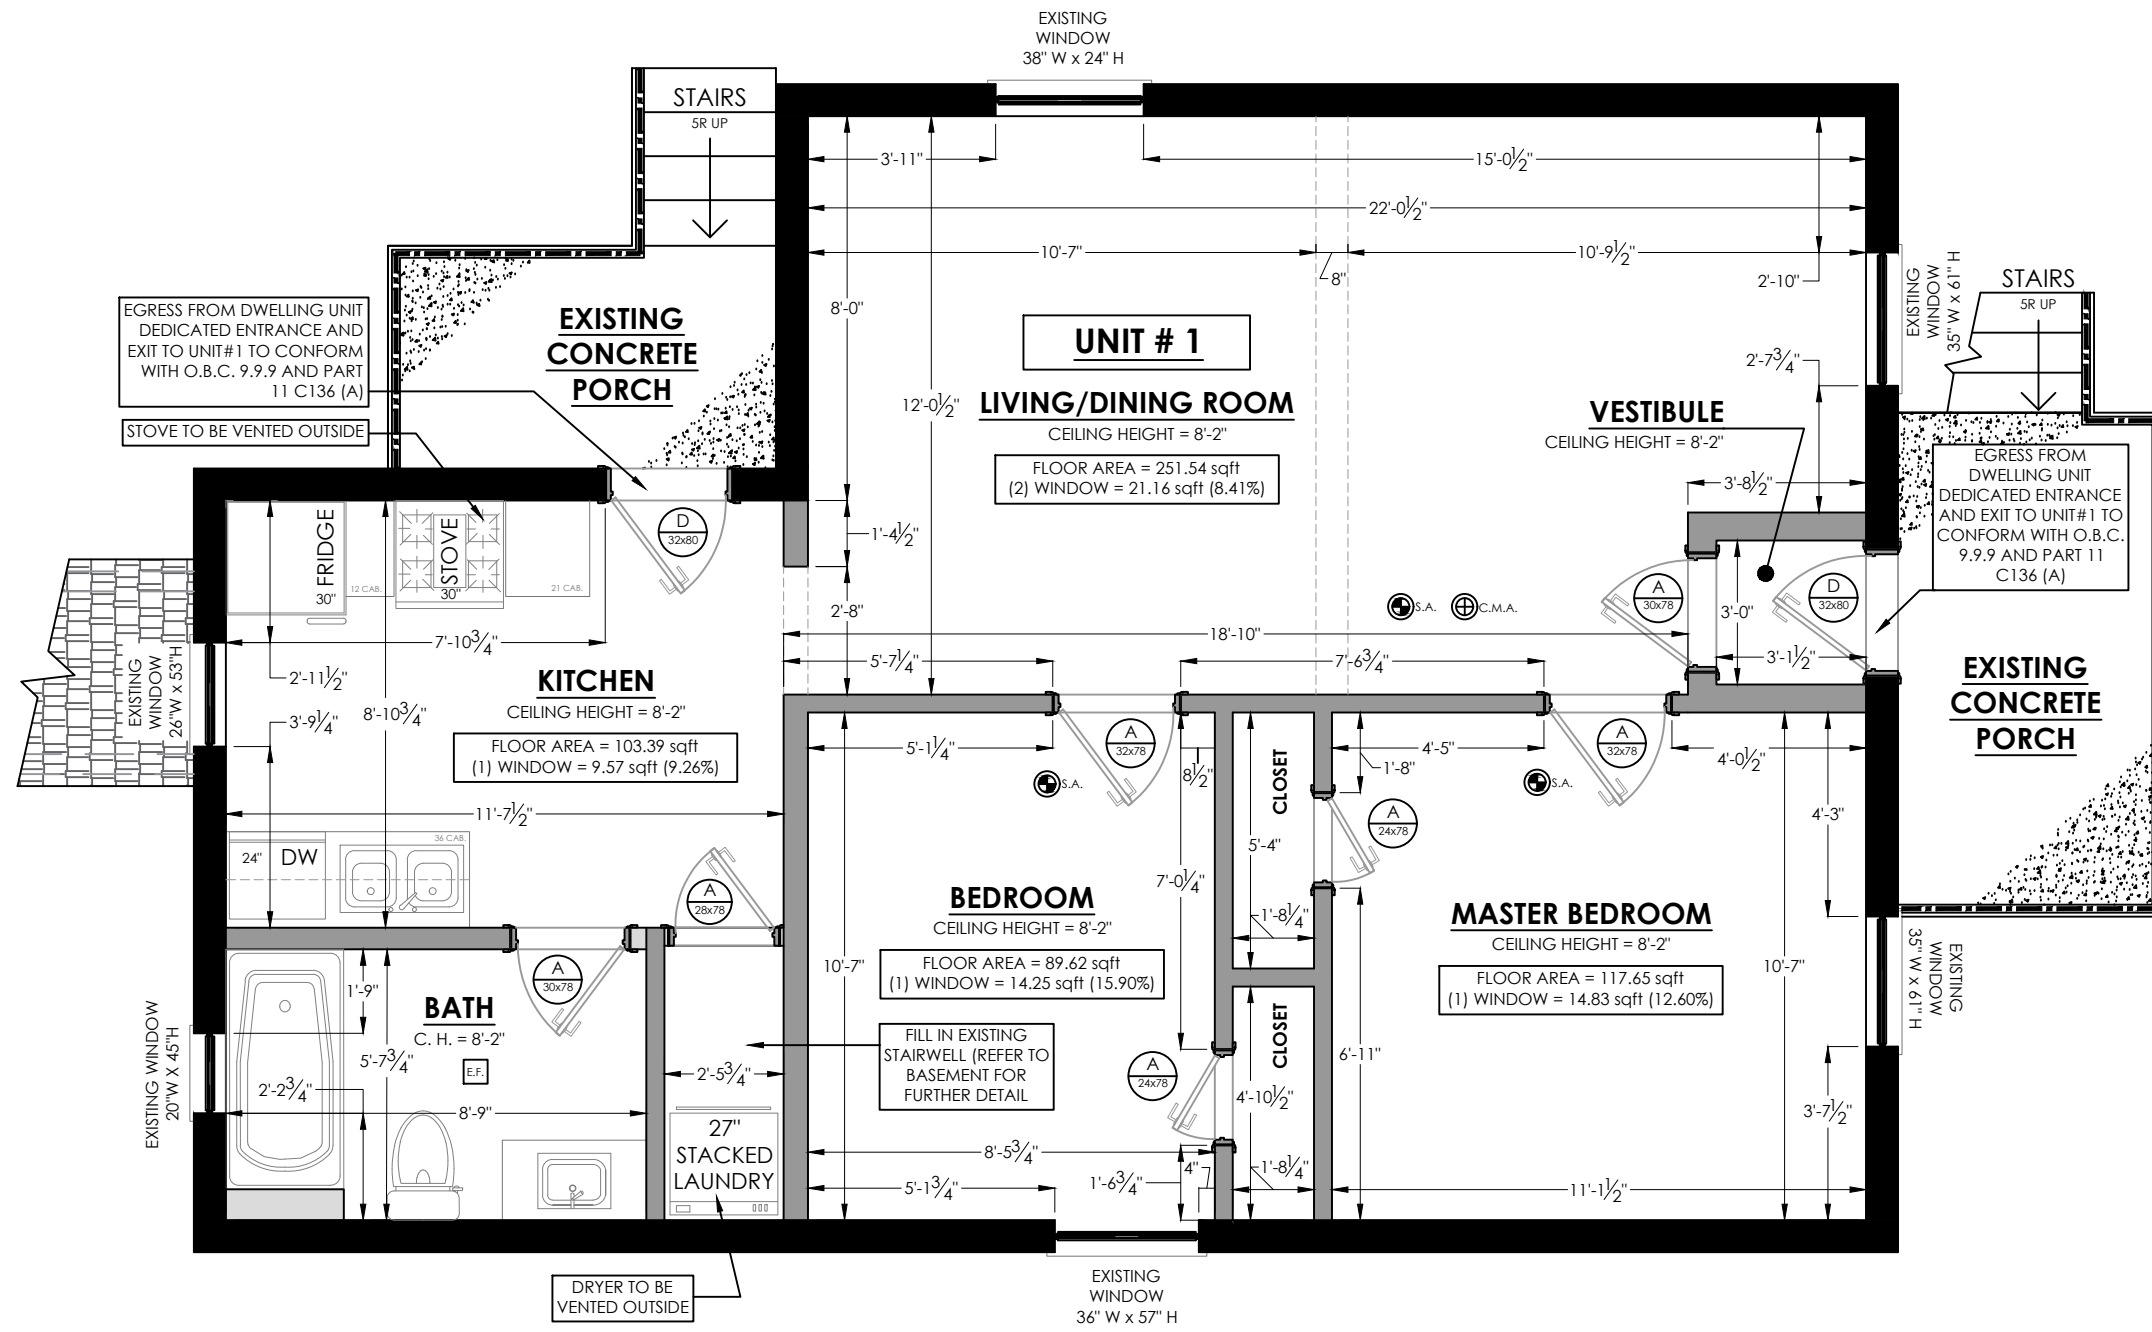 EXISTING
WINDOW
38" W x 24" H
STAIRS
5R UP
3'-11"
15'-0½"
22'-0½"
10'-7"
8"
10'-9½"
2'-10"
EXISTING
WINDOW
35" W X 61" H
STAIRS
5R UP
EGRESS FROM DWELLING UNIT
DEDICATED ENTRANCE AND
EXIT TO UNIT#1 TO CONFORM
WITH O.B.C. 9.9.9 AND PART
11 C136 (A)
EXISTING
CONCRETE
PORCH
8'-0"
UNIT # 1
2'-7¾"
STOVE TO BE VENTED OUTSIDE
12'-0½"
LIVING/DINING ROOM
CEILING HEIGHT = 8'-2"
FLOOR AREA = 251.54 sqft
(2) WINDOW = 21.16 sqft (8.41%)
VESTIBULE
CEILING HEIGHT = 8'-2"
EGRESS FROM
DWELLING UNIT
DEDICATED ENTRANCE
AND EXIT TO UNIT#1 TO
CONFORM WITH O.B.C.
9.9.9 AND PART 11
C136 (A)
3'-8½"
FRIDGE
30"
12 CAB.
STOVE
30"
21 CAB.
D
32x80
1'-4½"
2'-8"
S.A.
C.M.A.
A
30x78
3'-0"
D
32x80
3'-1½"
18'-10"
7'-10¾"
5'-7¼"
7'-6¾"
EXISTING
WINDOW
26"W X 53"H
2'-11½"
3'-9¼"
8'-10¾"
KITCHEN
CEILING HEIGHT = 8'-2"
FLOOR AREA = 103.39 sqft
(1) WINDOW = 9.57 sqft (9.26%)
EXISTING
CONCRETE
PORCH
5'-1¼"
A
32x78
8½"
S.A.
CLOSET
4'-5"
1'-8"
A
32x78
S.A.
4'-0½"
11'-7½"
A
24x78
4'-3"
24"
DW
36 CAB.
5'-4"
7'-0¼"
A
28x78
BEDROOM
CEILING HEIGHT = 8'-2"
FLOOR AREA = 89.62 sqft
(1) WINDOW = 14.25 sqft (15.90%)
1'-8¼"
MASTER BEDROOM
CEILING HEIGHT = 8'-2"
FLOOR AREA = 117.65 sqft
(1) WINDOW = 14.83 sqft (12.60%)
EXISTING
WINDOW
35" W X 61" H
10'-7"
10'-7"
A
30x78
1'-9"
BATH
C. H. = 8'-2"
E.F.
5'-7¾"
EXISTING WINDOW
20"W X 45"H
2'-2¾"
8'-9"
2'-5¾"
FILL IN EXISTING
STAIRWELL (REFER TO
BASEMENT FOR
FURTHER DETAIL
CLOSET
6'-11"
A
24x78
4'-10½"
3'-7½"
27"
STACKED
LAUNDRY
8'-5¾"
5'-1¾"
1'-6¾"
4"
1'-8¼"
11'-1½"
DRYER TO BE
VENTED OUTSIDE
EXISTING
WINDOW
36" W x 57" H